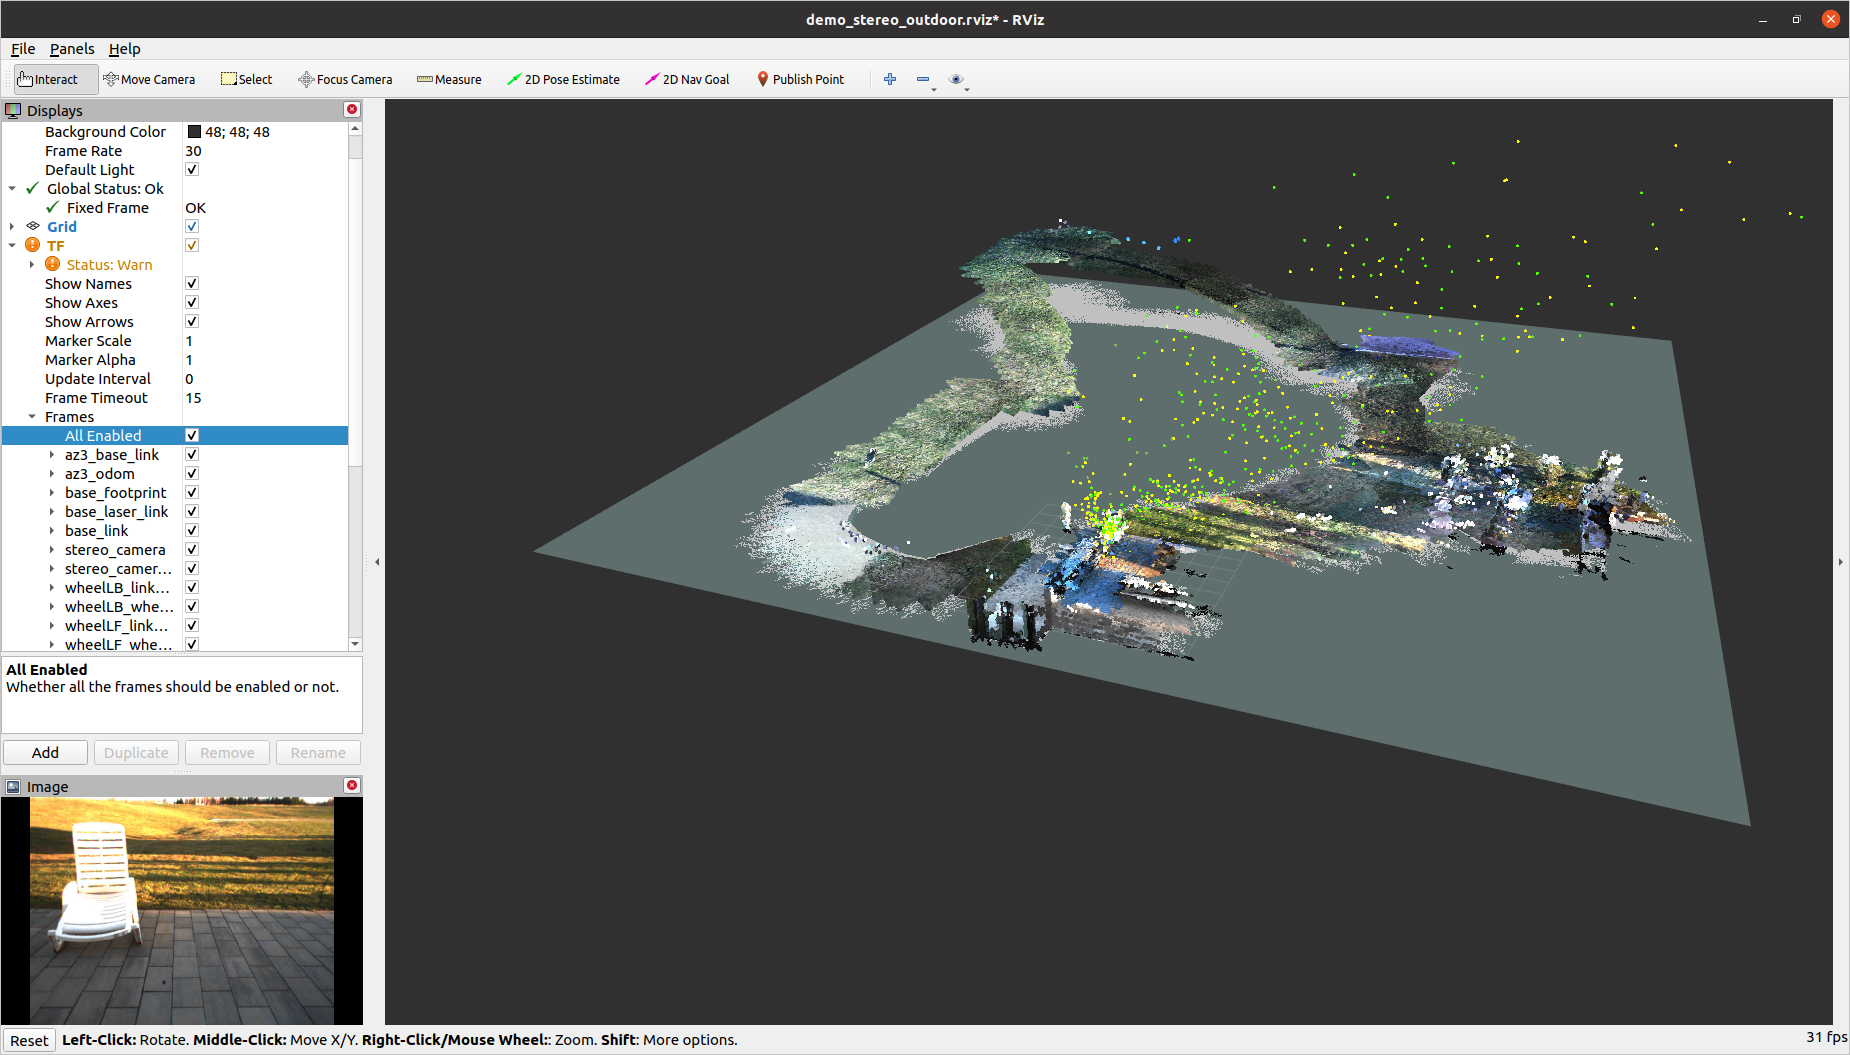 demo_stereo_outdoor.rviz* - RViz
File Panels Help
Interact Move Camera Select Focus Camera Measure 2D Pose Estimate 2D Nav Goal Publish Point
Displays
Background Color 48; 48; 48
Frame Rate 30
Default Light
Global Status: Ok
Fixed Frame OK
Grid
TF
Status: Warn
Show Names
Show Axes
Show Arrows
Marker Scale 1
Marker Alpha 1
Update Interval 0
Frame Timeout 15
Frames
All Enabled
az3_base_link
az3_odom
base_footprint
base_laser_link
base_link
stereo_camera
stereo_camer...
wheelLB_link...
wheelLB_whe...
wheelLF_link...
wheelLF_whe...
All Enabled
Whether all the frames should be enabled or not.
Add Duplicate Remove Rename
Image
Reset Left-Click: Rotate. Middle-Click: Move X/Y. Right-Click/Mouse Wheel:: Zoom. Shift: More options. 31 fps